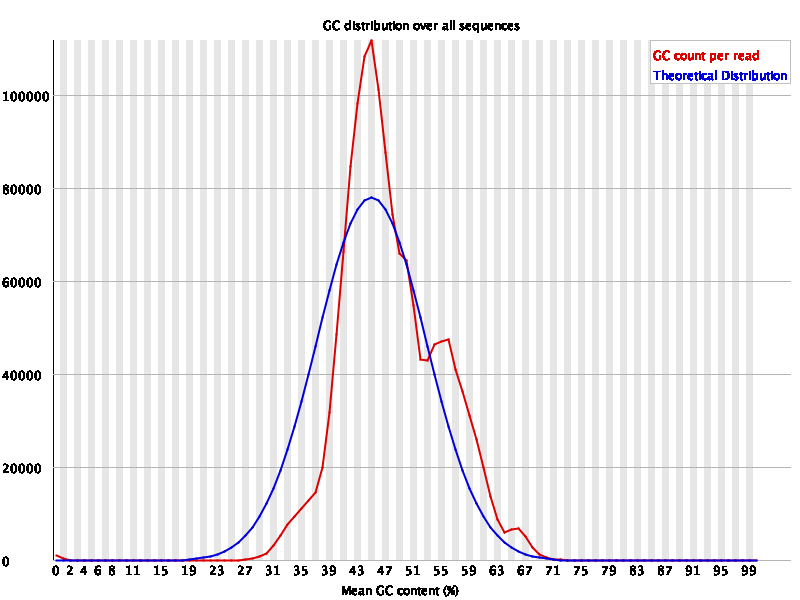 GC distribution over all sequences
GC count per read
Theoretical Distribution
100000
80000
60000
40000
20000
0
0 2 4 6 8 11 15 19 23 27 31 35 39 43 47 51 55 59 63 67 71 75 79 83 87 91 95 99
Mean GC content (%)